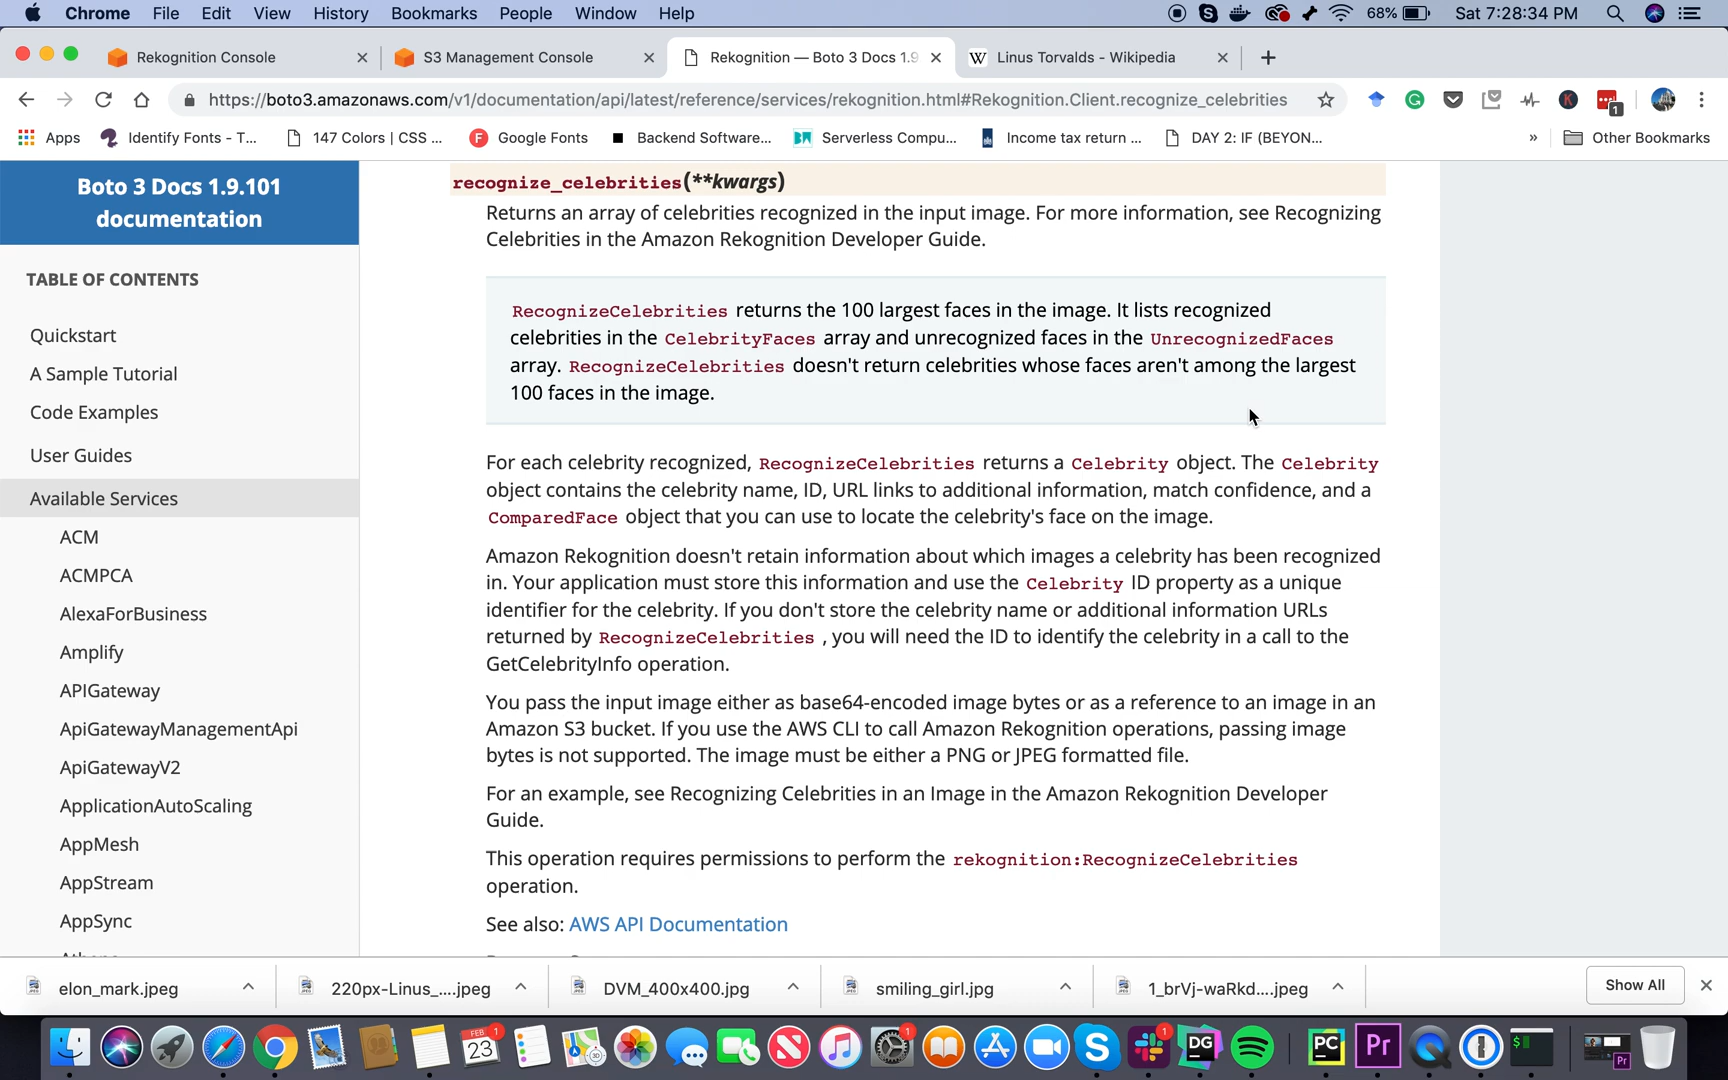 Chrome File Edit View History Bookmarks People Window Help 68% Sat 7:28:34 PM
Rekognition Console S3 Management Console Rekognition — Boto 3 Docs 1.9 W Linus Torvalds - Wikipedia
https://boto3.amazonaws.com/v1/documentation/api/latest/reference/services/rekognition.html#Rekognition.Client.recognize_celebrities
Apps Identify Fonts - T... 147 Colors | CSS ... Google Fonts Backend Software... Serverless Compu... Income tax return ... DAY 2: IF (BEYON... » Other Bookmarks
Boto 3 Docs 1.9.101
documentation
TABLE OF CONTENTS
Quickstart
A Sample Tutorial
Code Examples
User Guides
Available Services
ACM
ACMPCA
AlexaForBusiness
Amplify
APIGateway
ApiGatewayManagementApi
ApiGatewayV2
ApplicationAutoScaling
AppMesh
AppStream
AppSync
recognize_celebrities(**kwargs)
Returns an array of celebrities recognized in the input image. For more information, see Recognizing
Celebrities in the Amazon Rekognition Developer Guide.
RecognizeCelebrities returns the 100 largest faces in the image. It lists recognized
celebrities in the CelebrityFaces array and unrecognized faces in the UnrecognizedFaces
array. RecognizeCelebrities doesn't return celebrities whose faces aren't among the largest
100 faces in the image.
For each celebrity recognized, RecognizeCelebrities returns a Celebrity object. The Celebrity
object contains the celebrity name, ID, URL links to additional information, match confidence, and a
ComparedFace object that you can use to locate the celebrity's face on the image.
Amazon Rekognition doesn't retain information about which images a celebrity has been recognized
in. Your application must store this information and use the Celebrity ID property as a unique
identifier for the celebrity. If you don't store the celebrity name or additional information URLs
returned by RecognizeCelebrities , you will need the ID to identify the celebrity in a call to the
GetCelebrityInfo operation.
You pass the input image either as base64-encoded image bytes or as a reference to an image in an
Amazon S3 bucket. If you use the AWS CLI to call Amazon Rekognition operations, passing image
bytes is not supported. The image must be either a PNG or JPEG formatted file.
For an example, see Recognizing Celebrities in an Image in the Amazon Rekognition Developer
Guide.
This operation requires permissions to perform the rekognition:RecognizeCelebrities
operation.
See also: AWS API Documentation
elon_mark.jpeg 220px-Linus_....jpeg DVM_400x400.jpg smiling_girl.jpg 1_brVj-waRkd....jpeg Show All
FEB 23 DG PC Pr